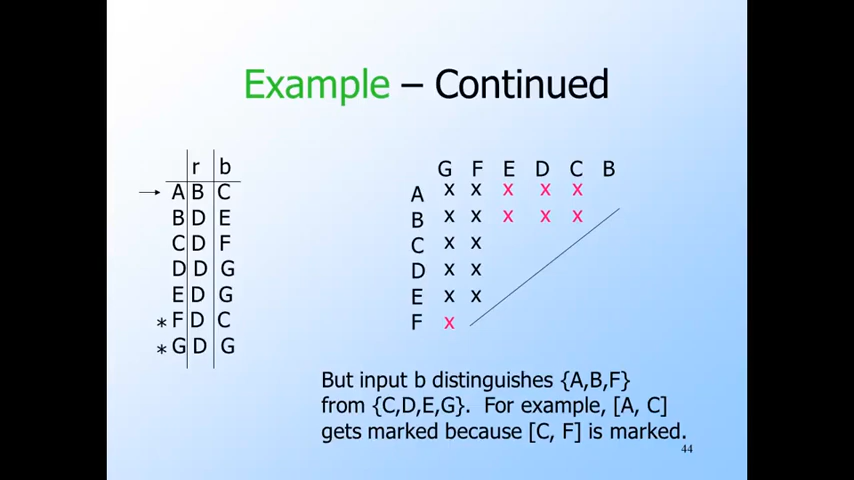 Example – Continued
r b
A B C
B D E
C D F
D D G
E D G
* F D C
* G D G
G F E D C B
A x x x x x
B x x x x x
C x x
D x x
E x x
F x
But input b distinguishes {A,B,F}
from {C,D,E,G}. For example, [A, C]
gets marked because [C, F] is marked.
44